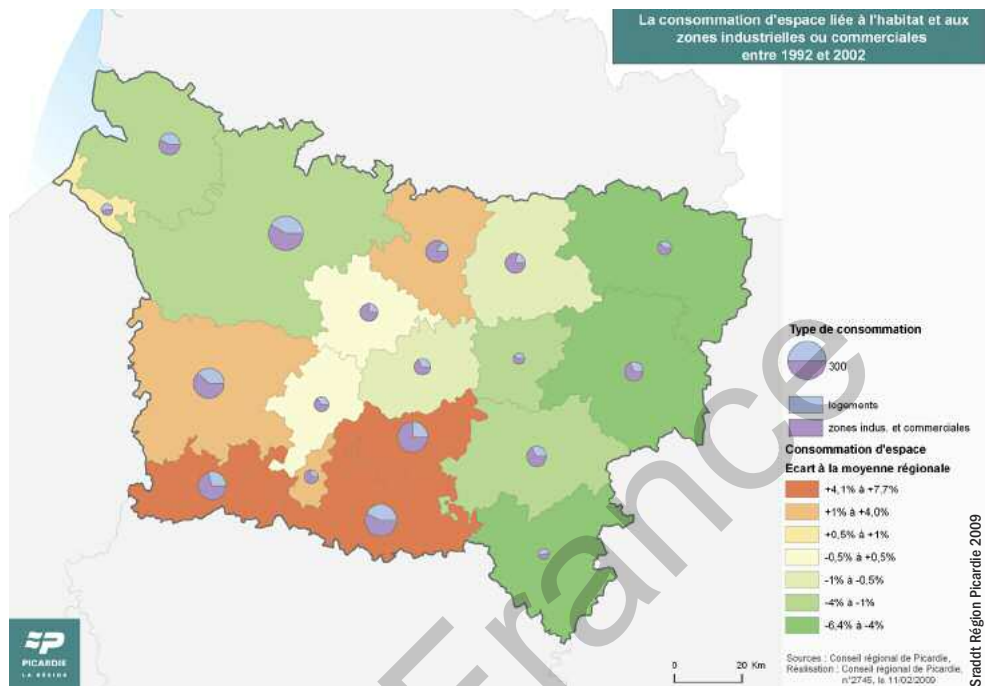 La consommation d'espace liée à l'habitat et aux
zones industrielles ou commerciales
entre 1992 et 2002
Type de consommation
300
logements
zones indus. et commerciales
Consommation d'espace
Ecart à la moyenne régionale
+4,1% à +7,7%
+1% à +4,0%
+0,5% à +1%
-0,5% à +0,5%
-1% à -0,5%
-4% à -1%
-6,4% à -4%
Sources : Conseil régional de Picardie,
Réalisation : Conseil régional de Picardie,
n°2745, le 11/02/2009
0 20 Km
PICARDIE
LA RÉGION
Sraddt Région Picardie 2009
France